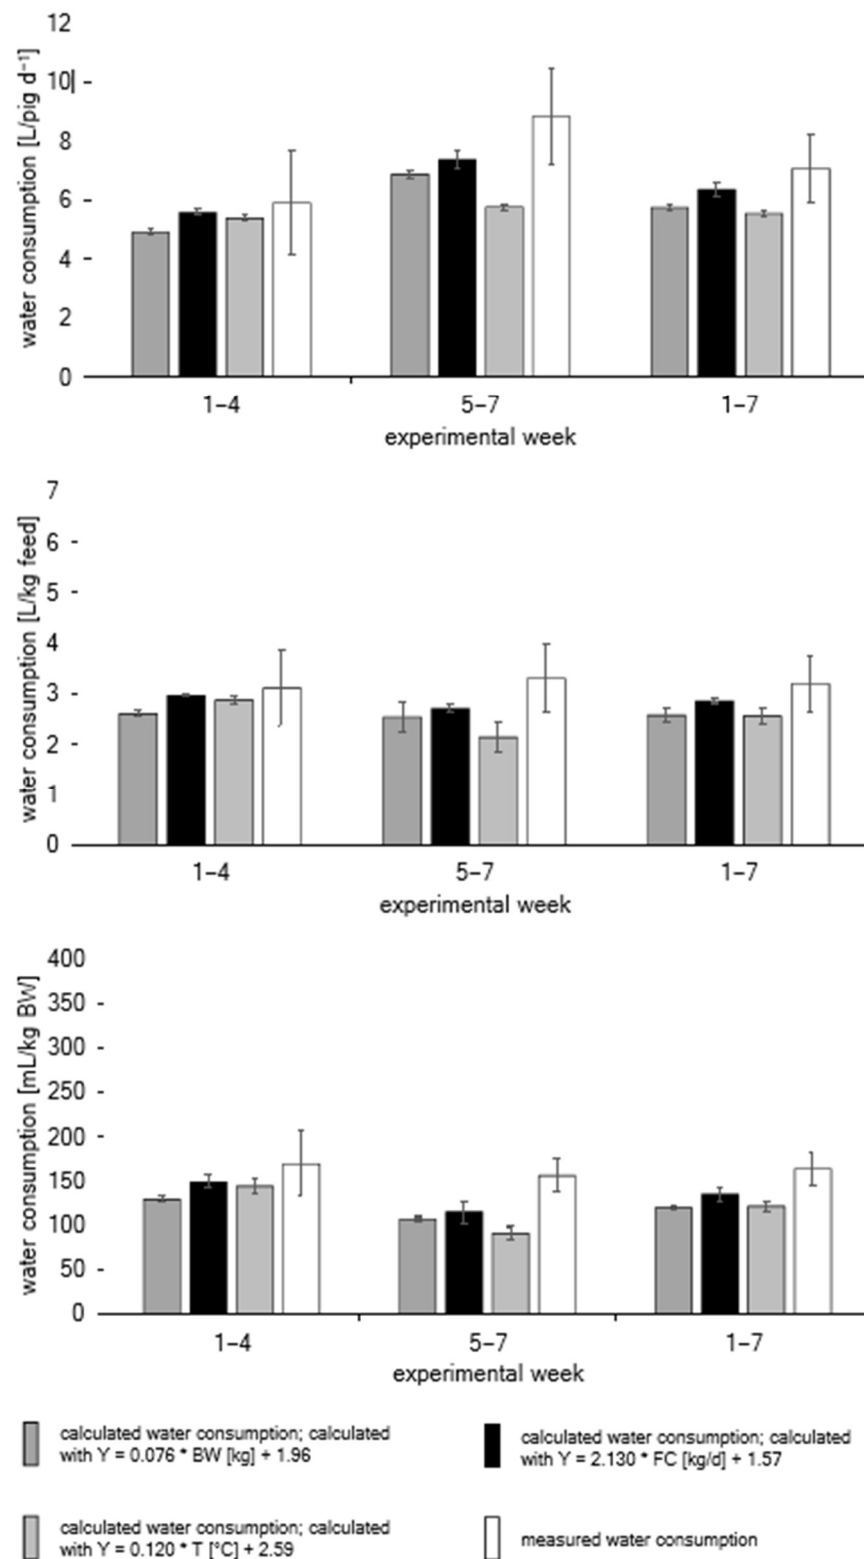 water consumption [L/pig d⁻¹]
12
10
8
6
4
2
0
1–4
5–7
1–7
experimental week
water consumption [L/kg feed]
7
6
5
4
3
2
1
0
1–4
5–7
1–7
experimental week
water consumption [mL/kg BW]
400
350
300
250
200
150
100
50
0
1–4
5–7
1–7
experimental week
calculated water consumption; calculated
with Y = 0.076 * BW [kg] + 1.96
calculated water consumption; calculated
with Y = 2.130 * FC [kg/d] + 1.57
calculated water consumption; calculated
with Y = 0.120 * T [°C] + 2.59
measured water consumption